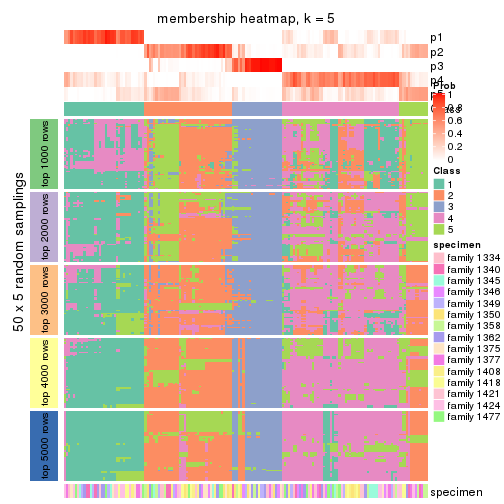 membership heatmap, k = 5
p1
p2
p3
p4
Prob
1
0.8
0.6
0.4
0.2
0
Class
1
2
3
4
5
specimen
family 1334
family 1340
family 1345
family 1346
family 1349
family 1350
family 1358
family 1362
family 1375
family 1377
family 1408
family 1418
family 1421
family 1424
family 1477
50 x 5 random samplings
top 1000 rows
top 2000 rows
top 3000 rows
top 4000 rows
top 5000 rows
specimen